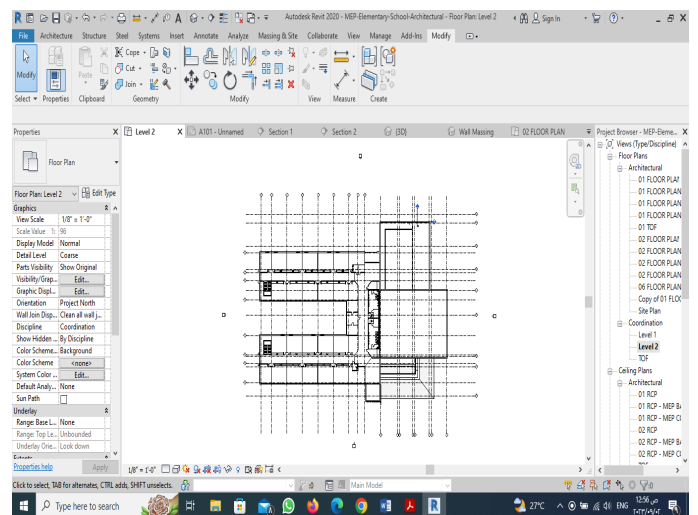 Autodesk Revit 2020 - MEP-Elementary-School-Architectural - Floor Plan: Level 2
Sign In
File Architecture Structure Steel Systems Insert Annotate Analyze Massing & Site Collaborate View Manage Add-Ins Modify
Modify
Properties
Paste
Cope
Cut
Join
Select Properties Clipboard Geometry Modify View Measure Create
Properties X
Level 2 X
A101 - Unnamed
Section 1
Section 2
{3D}
Wall Massing
02 FLOOR PLAN
Project Browser - MEP-Eleme... X
Floor Plan
Floor Plan: Level 2
Edit Type
Graphics
View Scale 1/8" = 1'-0"
Scale Value 1: 96
Display Model Normal
Detail Level Coarse
Parts Visibility Show Original
Visibility/Grap... Edit...
Graphic Displ... Edit...
Orientation Project North
Wall Join Disp... Clean all wall j...
Discipline Coordination
Show Hidden ... By Discipline
Color Scheme... Background
Color Scheme <none>
System Color ... Edit...
Default Analy... None
Sun Path
Underlay
Range: Base L... None
Range: Top Le... Unbounded
Underlay Orie... Look down
Extents
Properties help
Apply
1/8" = 1'-0"
Views (Type/Discipline)
Floor Plans
Architectural
01 FLOOR PLAN
01 FLOOR PLAN
01 FLOOR PLAN
01 FLOOR PLAN
01 TOF
02 FLOOR PLAN
02 FLOOR PLAN
02 FLOOR PLAN
06 FLOOR PLAN
Copy of 01 FLOO
Site Plan
Coordination
Level 1
Level 2
TOF
Ceiling Plans
Architectural
01 RCP
01 RCP - MEP BA
01 RCP - MEP C
02 RCP
02 RCP - MEP BA
02 RCP - MEP C
Click to select, TAB for alternates, CTRL adds, SHIFT unselects.
:0
Main Model
:0
Type here to search
27°C
ENG
12:56